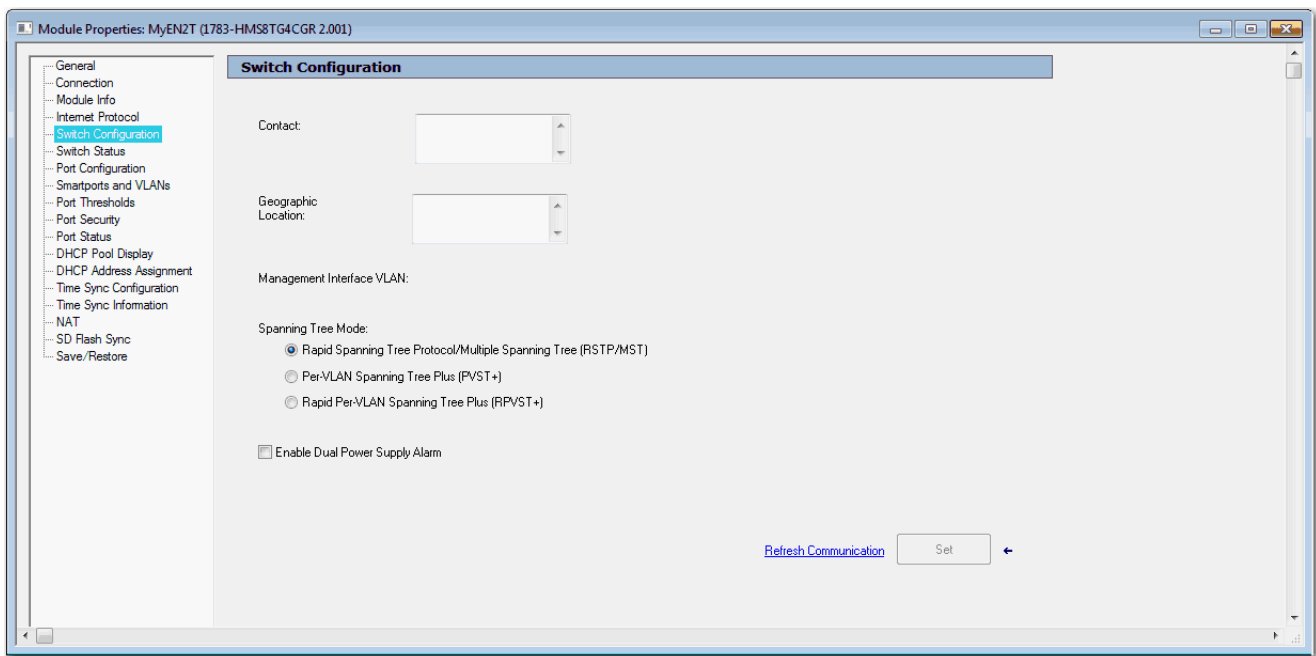 Module Properties: MyEN2T (1783-HMS8TG4CGR 2.001)
General
Connection
Module Info
Internet Protocol
Switch Configuration
Switch Status
Port Configuration
Smartports and VLANs
Port Thresholds
Port Security
Port Status
DHCP Pool Display
DHCP Address Assignment
Time Sync Configuration
Time Sync Information
NAT
SD Flash Sync
Save/Restore
Switch Configuration
Contact:
Geographic
Location:
Management Interface VLAN:
Spanning Tree Mode:
Rapid Spanning Tree Protocol/Multiple Spanning Tree (RSTP/MST)
Per-VLAN Spanning Tree Plus (PVST+)
Rapid Per-VLAN Spanning Tree Plus (RPVST+)
Enable Dual Power Supply Alarm
Refresh Communication
Set